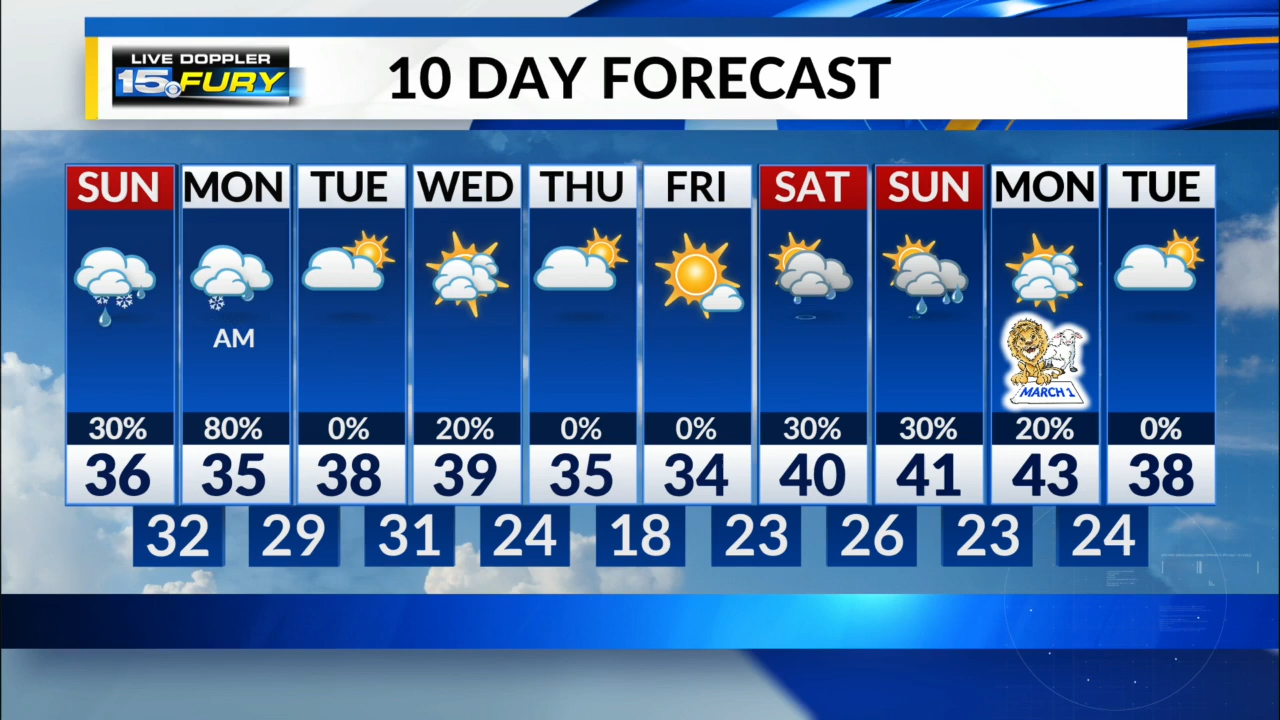 LIVE DOPPLER
15 FURY
10 DAY FORECAST
SUN MON TUE WED THU FRI SAT SUN MON TUE
AM
MARCH 1
30% 80% 0% 20% 0% 0% 30% 30% 20% 0%
36 35 38 39 35 34 40 41 43 38
32 29 31 24 18 23 26 23 24